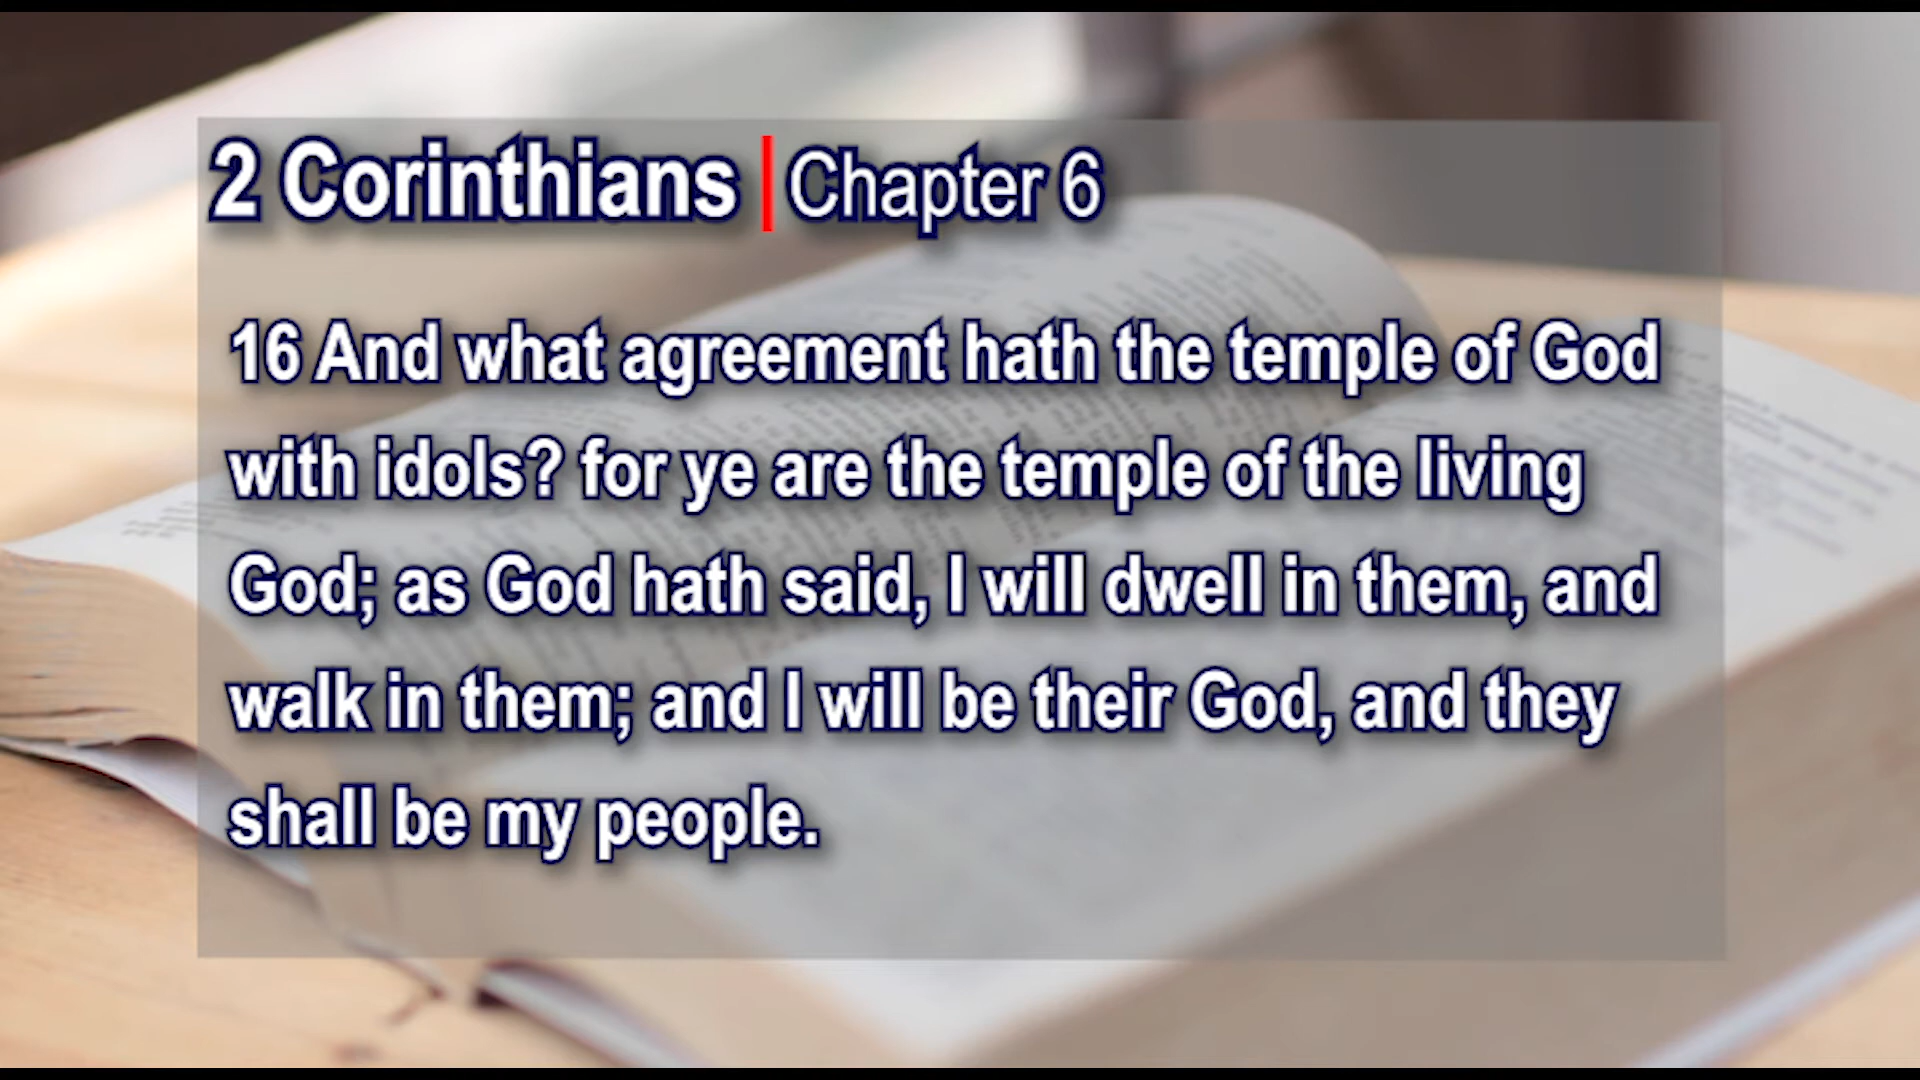 2 Corinthians | Chapter 6
16 And what agreement hath the temple of God
with idols? for ye are the temple of the living
God; as God hath said, I will dwell in them, and
walk in them; and I will be their God, and they
shall be my people.